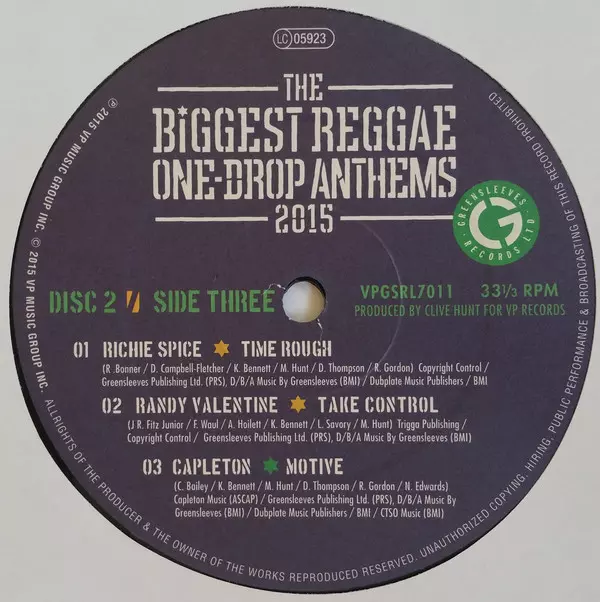 LC 05923
THE
BIGGEST REGGAE
ONE-DROP ANTHEMS
2015
GREENSLEEVES
RECORDS LTD
G
DISC 2 / SIDE THREE
VPGSRL7011 33⅓ RPM
PRODUCED BY CLIVE HUNT FOR VP RECORDS
01 RICHIE SPICE ★ TIME ROUGH
(R .Bonner / D. Campbell-Fletcher / K. Bennett / M. Hunt / D. Thompson / R. Gordon) Copyright Control /
Greensleeves Publishing Ltd. (PRS), D/B/A Music By Greensleeves (BMI) / Dubplate Music Publishers / BMI
02 RANDY VALENTINE ★ TAKE CONTROL
(J R. Fitz Junior / F. Waul / A. Hoilett / K. Bennett / L. Savory / M. Hunt) Trigga Publishing /
Copyright Control / Greensleeves Publishing Ltd. (PRS), D/B/A Music By Greensleeves (BMI)
03 CAPLETON ★ MOTIVE
(C. Bailey / K. Bennett / M. Hunt / D. Thompson / R. Gordon / N. Edwards)
Capleton Music (ASCAP) / Greensleeves Publishing Ltd. (PRS), D/B/A Music By
Greensleeves (BMI) / Dubplate Music Publishers / BMI / CTSO Music (BMI)
℗ 2015 VP MUSIC GROUP INC. © 2015 VP MUSIC GROUP INC. ALLRIGHTS OF THE PRODUCER & THE OWNER OF THE WORKS REPRODUCED RESERVED. UNAUTHORIZED COPYING, HIRING, PUBLIC PERFORMANCE & BROADCASTING OF THIS RECORD PROHIBITED